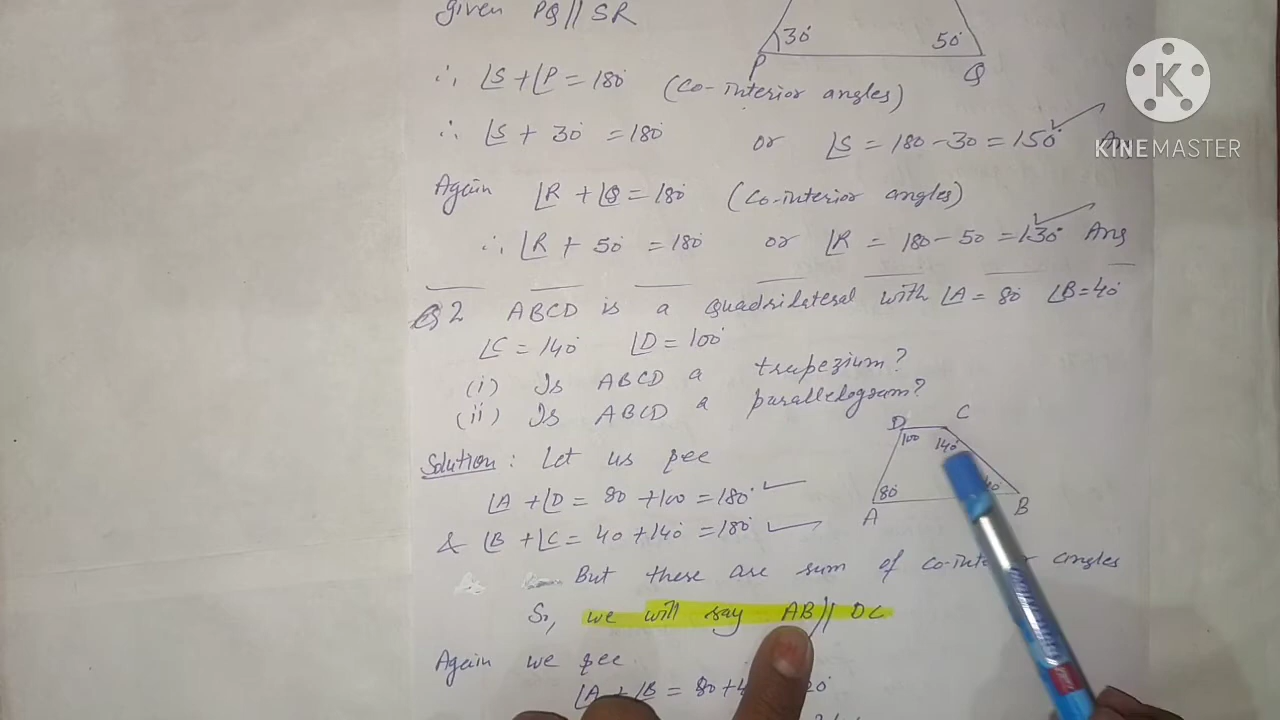 given PQ || SR
30° 50°
P Q
∴ ∠S + ∠P = 180° (Co-interior angles)
∴ ∠S + 30° = 180° or ∠S = 180 - 30 = 150°
KINEMASTER
Again ∠R + ∠Q = 180° (Co-interior angles)
∴ ∠R + 50° = 180° or ∠R = 180 - 50 = 130° Ans
Q2 ABCD is a quadrilateral with ∠A = 80° ∠B = 40°
∠C = 140° ∠D = 100°
(i) Is ABCD a trapezium?
(ii) Is ABCD a parallelogram?
D C
100 140°
80°
A B
Solution: Let us see
∠A + ∠D = 80 + 100 = 180°
& ∠B + ∠C = 40 + 140° = 180°
But these are sum of angles
So, we will say AB || DC
Again we see
∠A + ∠B = 80 +